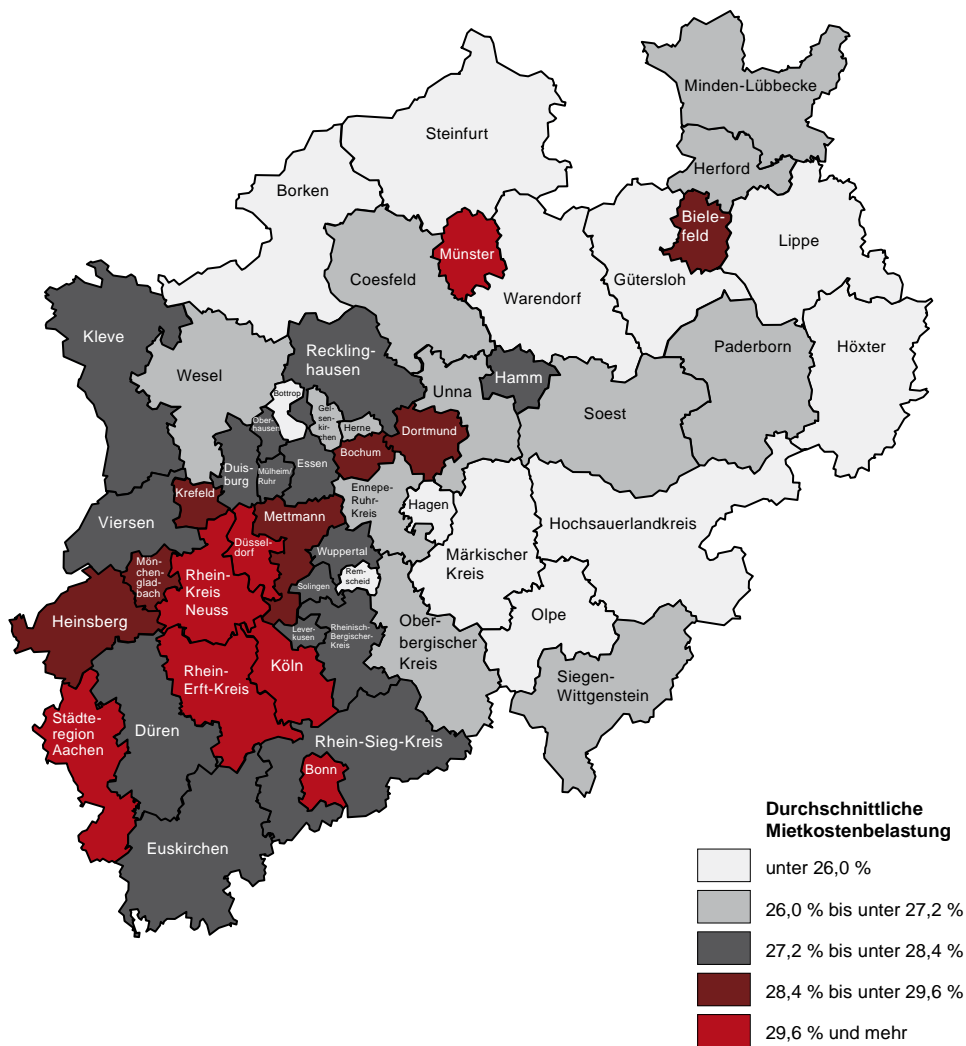 Minden-Lübbecke
Steinfurt
Herford
Borken
Biele-
feld
Lippe
Münster
Coesfeld
Gütersloh
Warendorf
Kleve
Paderborn
Höxter
Reckling-
hausen
Wesel
Hamm
Unna
Soest
Bottrop
Gel-
sen-
kir-
chen
Ober-
hausen
Herne
Dortmund
Bochum
Essen
Duis-
burg
Mülheim/
Ruhr
Ennepe-
Ruhr-
Kreis
Krefeld
Hagen
Mettmann
Viersen
Hochsauerlandkreis
Düssel-
dorf
Wuppertal
Märkischer
Kreis
Mön-
chen-
glad-
bach
Rhein-
Kreis
Neuss
Rem-
scheid
Solingen
Olpe
Heinsberg
Ober-
bergischer
Kreis
Lever-
kusen
Rheinisch-
Bergischer-
Kreis
Köln
Rhein-
Erft-Kreis
Siegen-
Wittgenstein
Städte-
region
Aachen
Düren
Rhein-Sieg-Kreis
Bonn
Euskirchen
Durchschnittliche
Mietkostenbelastung
unter 26,0 %
26,0 % bis unter 27,2 %
27,2 % bis unter 28,4 %
28,4 % bis unter 29,6 %
29,6 % und mehr